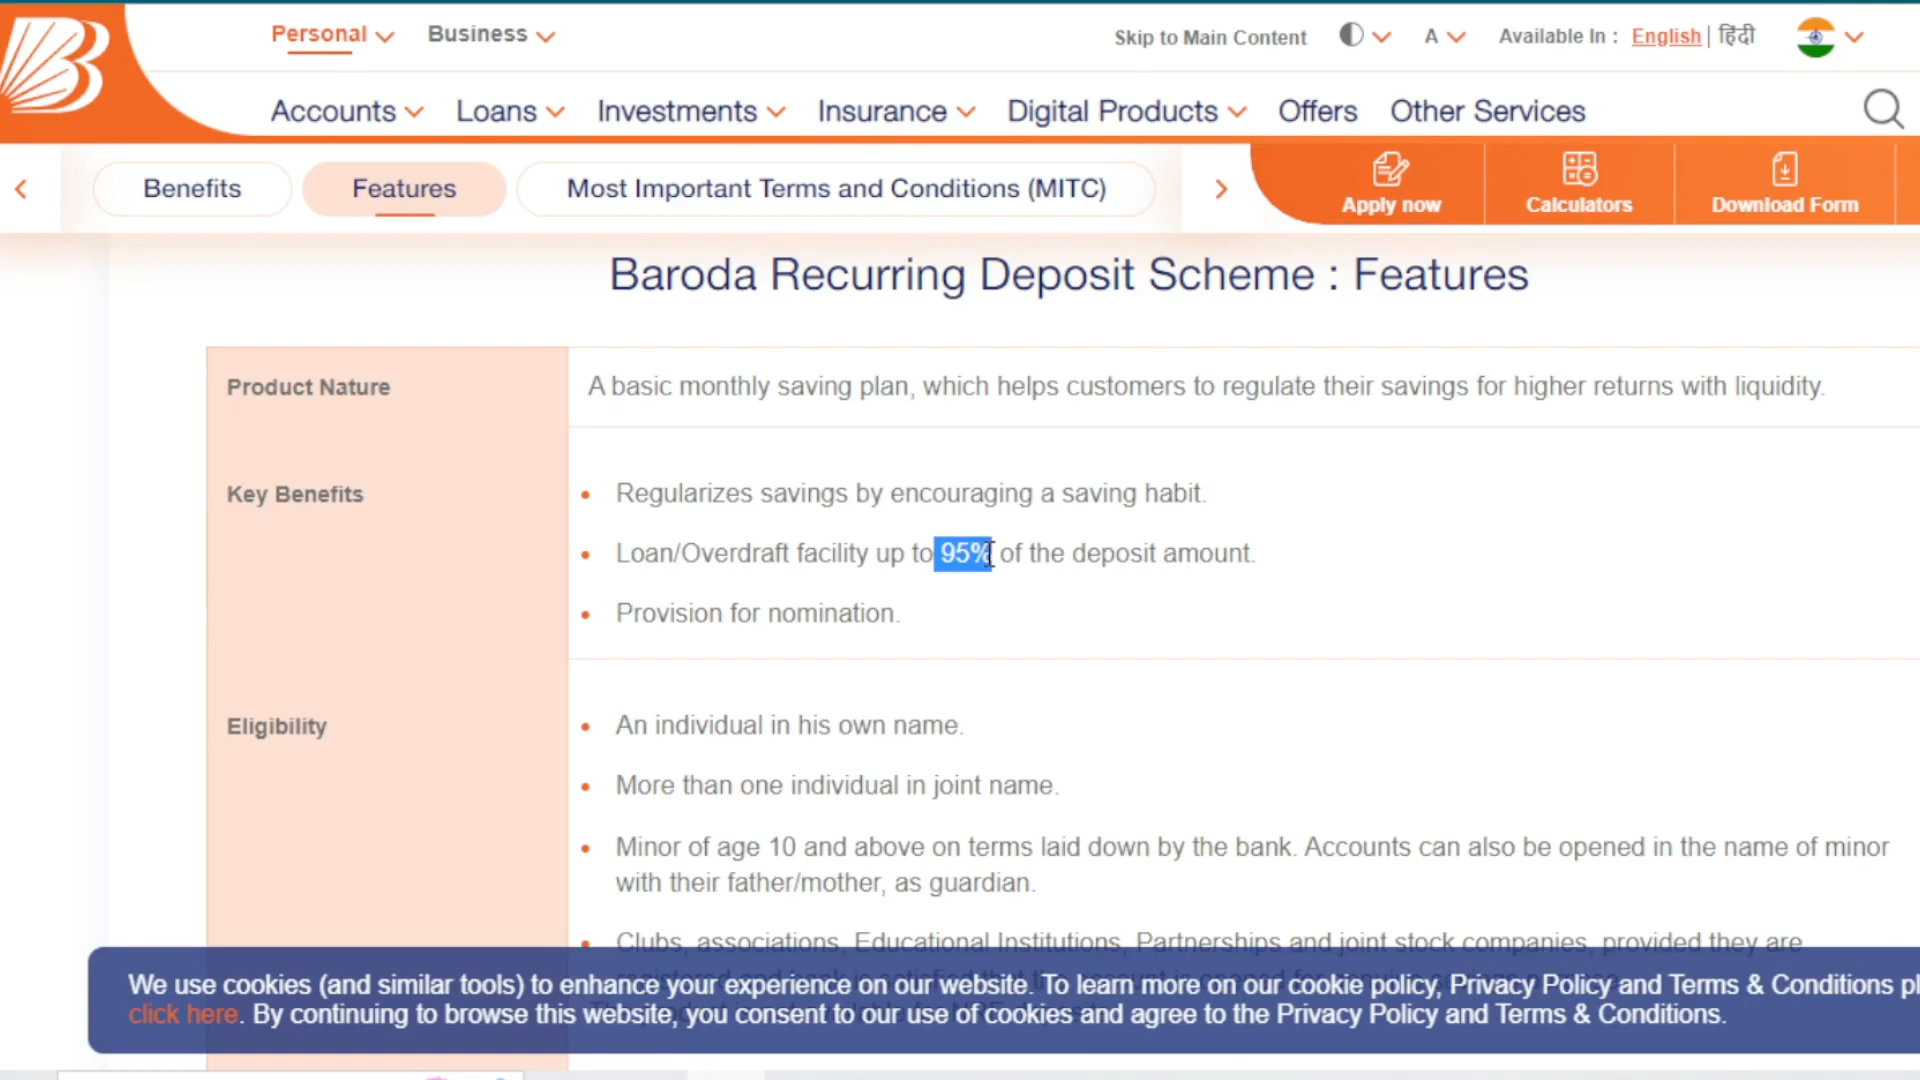 Personal
Business
Skip to Main Content
A
Available In :
English | हिंदी
Accounts
Loans
Investments
Insurance
Digital Products
Offers
Other Services
Benefits
Features
Most Important Terms and Conditions (MITC)
Apply now
Calculators
Download Form
Baroda Recurring Deposit Scheme : Features
Product Nature
A basic monthly saving plan, which helps customers to regulate their savings for higher returns with liquidity.
Key Benefits
Regularizes savings by encouraging a saving habit.
Loan/Overdraft facility up to 95% of the deposit amount.
Provision for nomination.
Eligibility
An individual in his own name.
More than one individual in joint name.
Minor of age 10 and above on terms laid down by the bank. Accounts can also be opened in the name of minor
with their father/mother, as guardian.
Clubs, associations, Educational Institutions, Partnerships and joint stock companies, provided they are
We use cookies (and similar tools) to enhance your experience on our website. To learn more on our cookie policy, Privacy Policy and Terms & Conditions pl
click here. By continuing to browse this website, you consent to our use of cookies and agree to the Privacy Policy and Terms & Conditions.